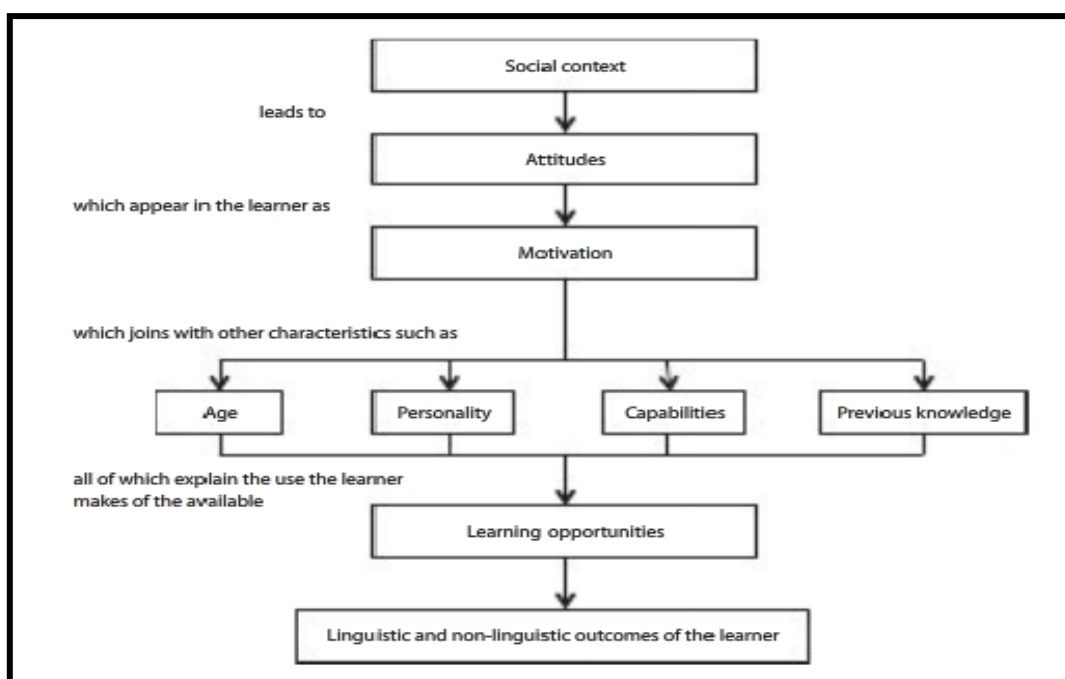 Social context
leads to
Attitudes
which appear in the learner as
Motivation
which joins with other characteristics such as
Age
Personality
Capabilities
Previous knowledge
all of which explain the use the learner
makes of the available
Learning opportunities
Linguistic and non-linguistic outcomes of the learner